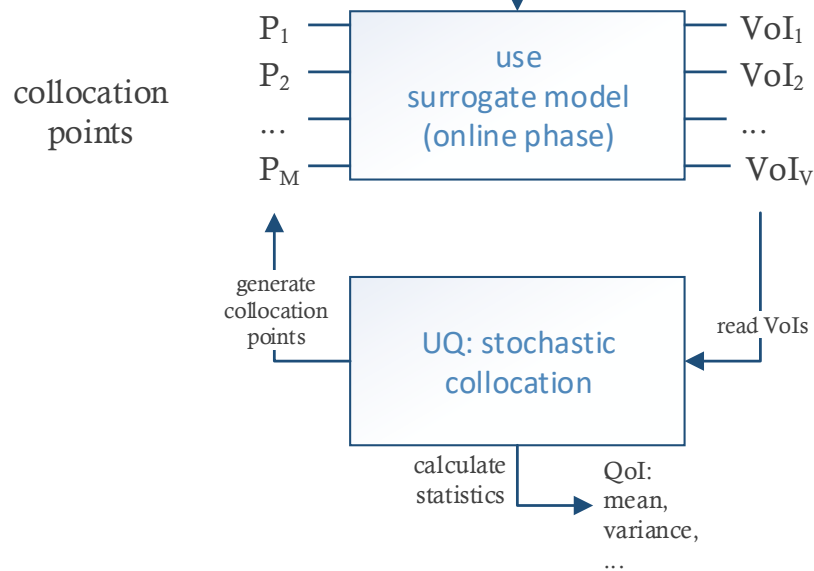 P1
VoI1
use
P2
VoI2
surrogate model
collocation
points
...
(online phase)
...
PM
VoIV
generate
collocation
points
read VoIs
UQ: stochastic
collocation
calculate
statistics
QoI:
mean,
variance,
...